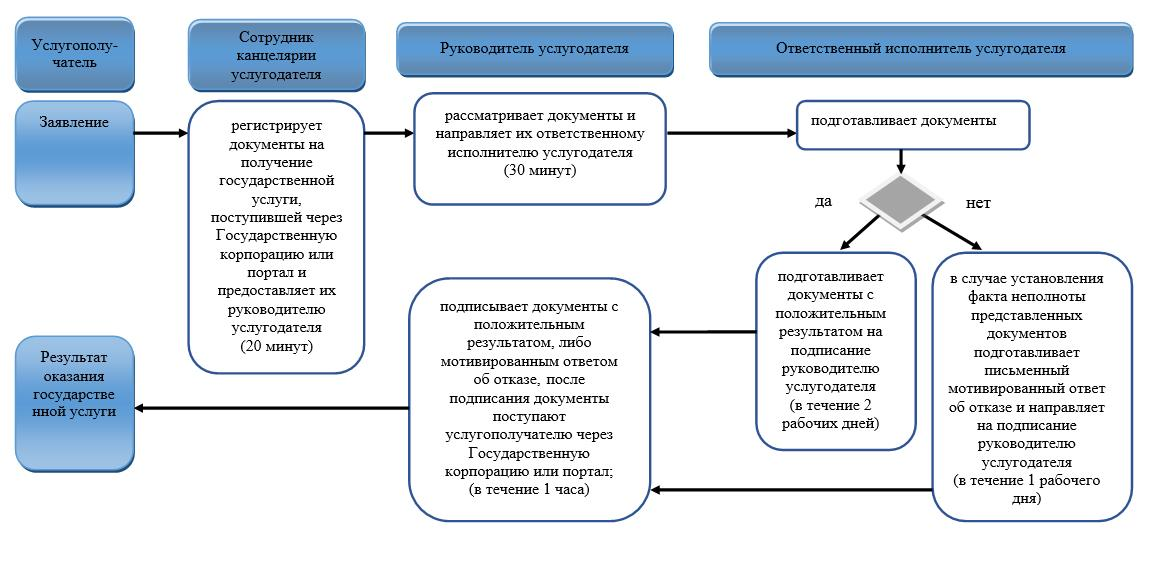 Услугополу-
чатель
Сотрудник
канцелярии
услугодателя
Руководитель услугодателя
Ответственный исполнитель услугодателя
Заявление
регистрирует
документы на
получение
государственной
услуги,
поступившей через
Государственную
корпорацию или
портал и
предоставляет их
руководителю
услугодателя
(20 минут)
рассматривает документы и
направляет их ответственному
исполнителю услугодателя
(30 минут)
подготавливает документы
да
нет
подготавливает
документы с
положительным
результатом на
подписание
руководителю
услугодателя
(в течение 2
рабочих дней)
в случае установления
факта неполноты
представленных
документов
подготавливает
письменный
мотивированный ответ
об отказе и направляет
на подписание
руководителю
услугодателя
(в течение 1 рабочего
дня)
подписывает документы с
положительным
результатом, либо
мотивированным ответом
об отказе, после
подписания документы
поступают
услугополучателю через
Государственную
корпорацию или портал;
(в течение 1 часа)
Результат
оказания
государстве
нной услуги